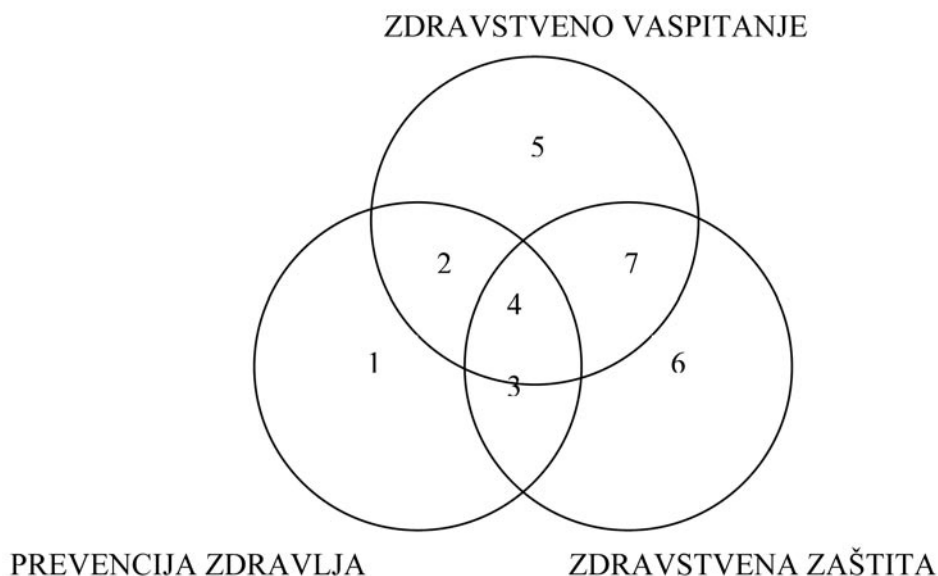 ZDRAVSTVENO VASPITANJE
5
2
7
4
1
6
3
PREVENCIJA ZDRAVLJA
ZDRAVSTVENA ZAŠTITA